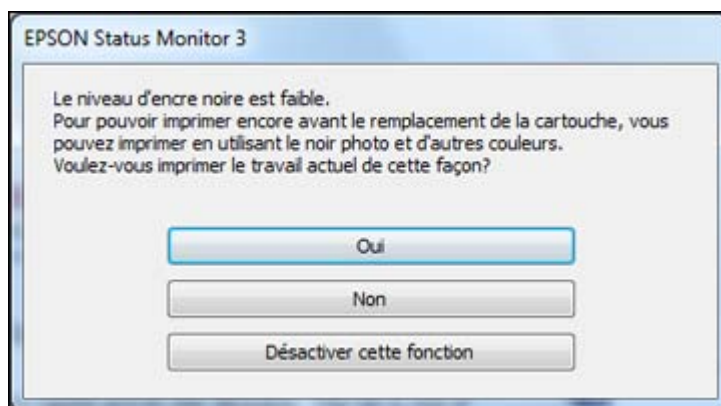 EPSON Status Monitor 3
Le niveau d'encre noire est faible.
Pour pouvoir imprimer encore avant le remplacement de la cartouche, vous
pouvez imprimer en utilisant le noir photo et d'autres couleurs.
Voulez-vous imprimer le travail actuel de cette façon?
Oui
Non
Désactiver cette fonction